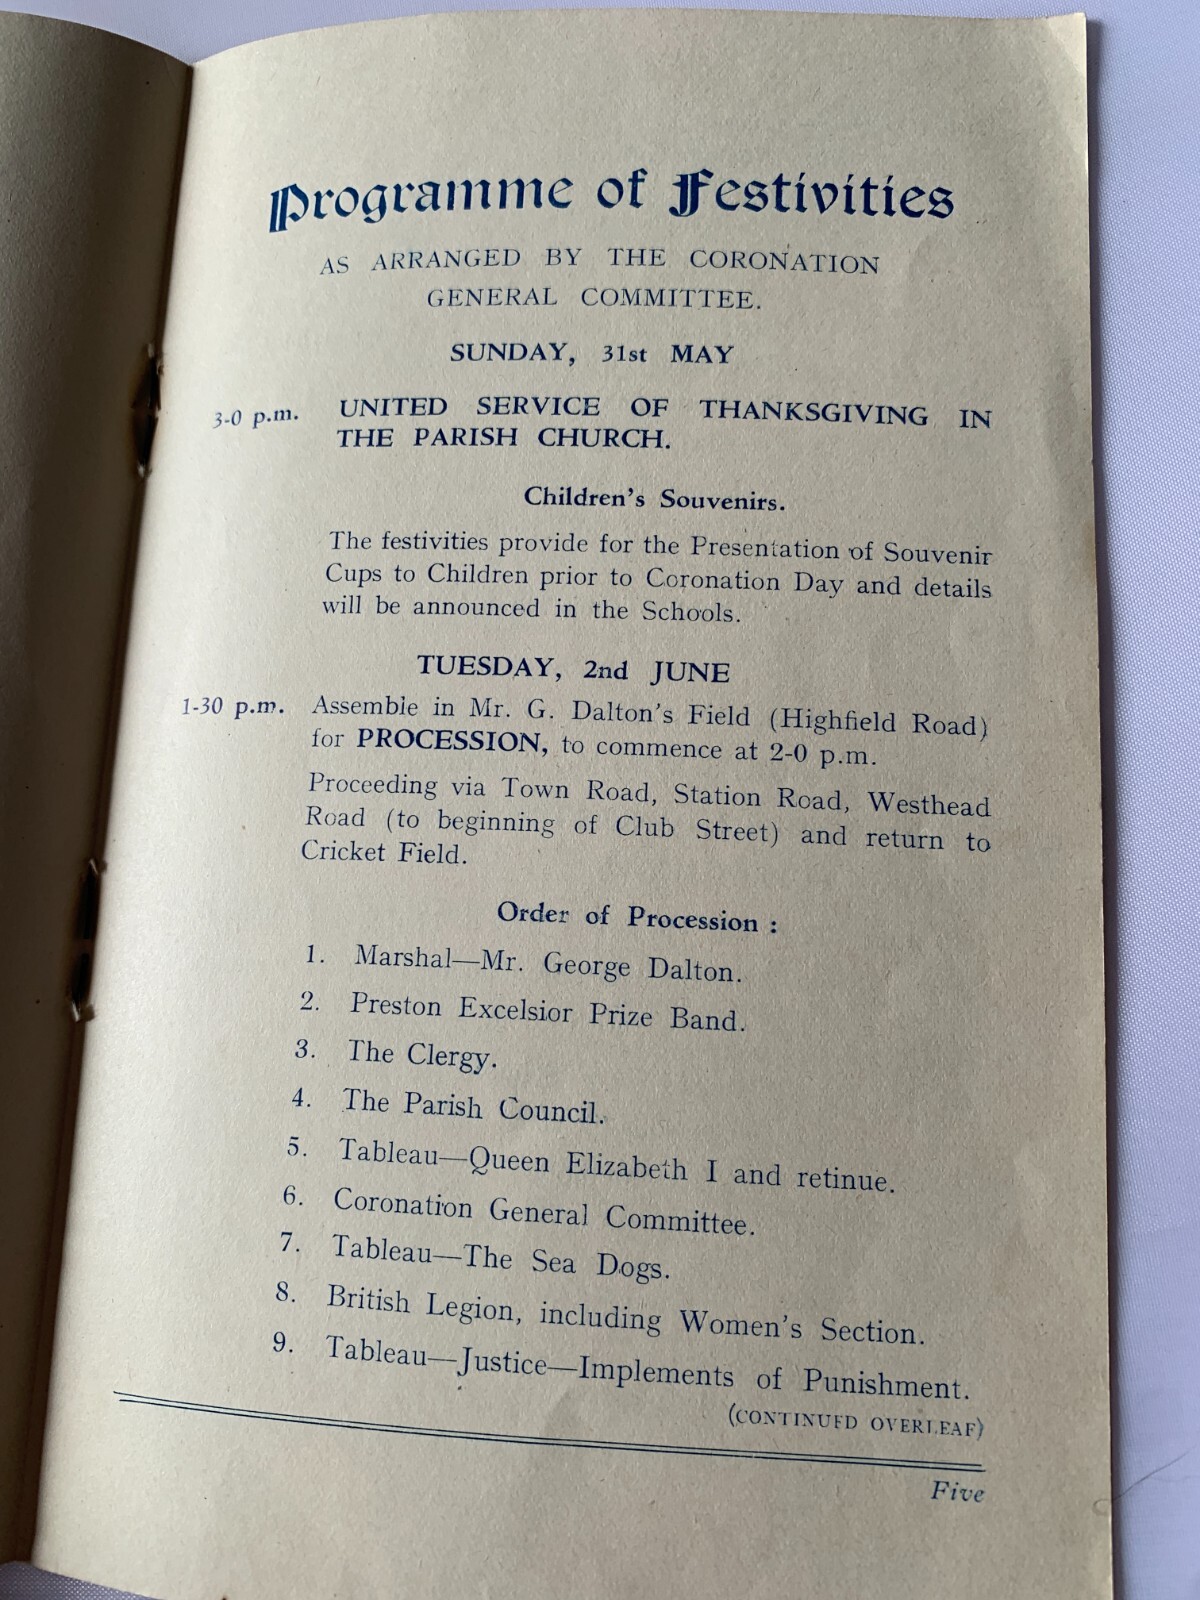 Programme of Festivities
AS ARRANGED BY THE CORONATION
GENERAL COMMITTEE.
SUNDAY, 31st MAY
3-0 p.m. UNITED SERVICE OF THANKSGIVING IN
THE PARISH CHURCH.
Children's Souvenirs.
The festivities provide for the Presentation of Souvenir
Cups to Children prior to Coronation Day and details
will be announced in the Schools.
TUESDAY, 2nd JUNE
1-30 p.m. Assemble in Mr. G. Dalton's Field (Highfield Road)
for PROCESSION, to commence at 2-0 p.m.
Proceeding via Town Road, Station Road, Westhead
Road (to beginning of Club Street) and return to
Cricket Field.
Order of Procession :
1. Marshal—Mr. George Dalton.
2. Preston Excelsior Prize Band.
3. The Clergy.
4. The Parish Council.
5. Tableau—Queen Elizabeth I and retinue.
6. Coronation General Committee.
7. Tableau—The Sea Dogs.
8. British Legion, including Women's Section.
9. Tableau—Justice—Implements of Punishment.
(CONTINUED OVERLEAF)
Five